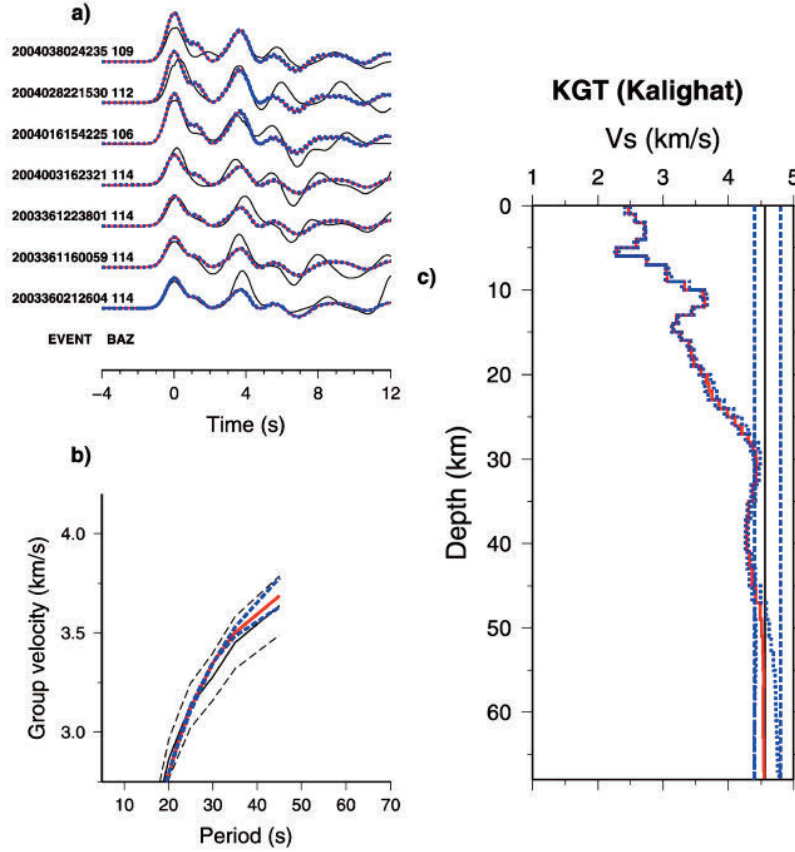 a)
2004038024235 109
2004028221530 112
2004016154225 106
2004003162321 114
2003361223801 114
2003361160059 114
2003360212604 114
EVENT BAZ
−4 0 4 8 12
Time (s)
b)
4.0
3.5
3.0
Group velocity (km/s)
10 20 30 40 50 60 70
Period (s)
KGT (Kalighat)
Vs (km/s)
1 2 3 4 5
c)
0
10
20
30
40
50
60
Depth (km)